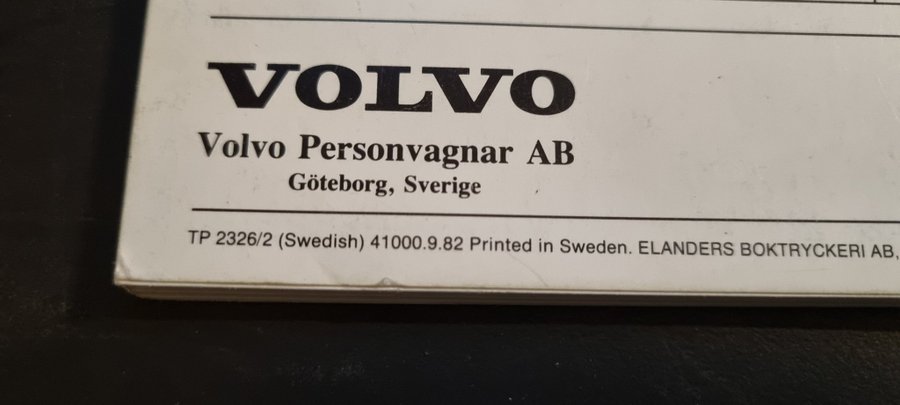 VOLVO
Volvo Personvagnar AB
Göteborg, Sverige
TP 2326/2 (Swedish) 41000.9.82 Printed in Sweden. ELANDERS BOKTRYCKERI AB,